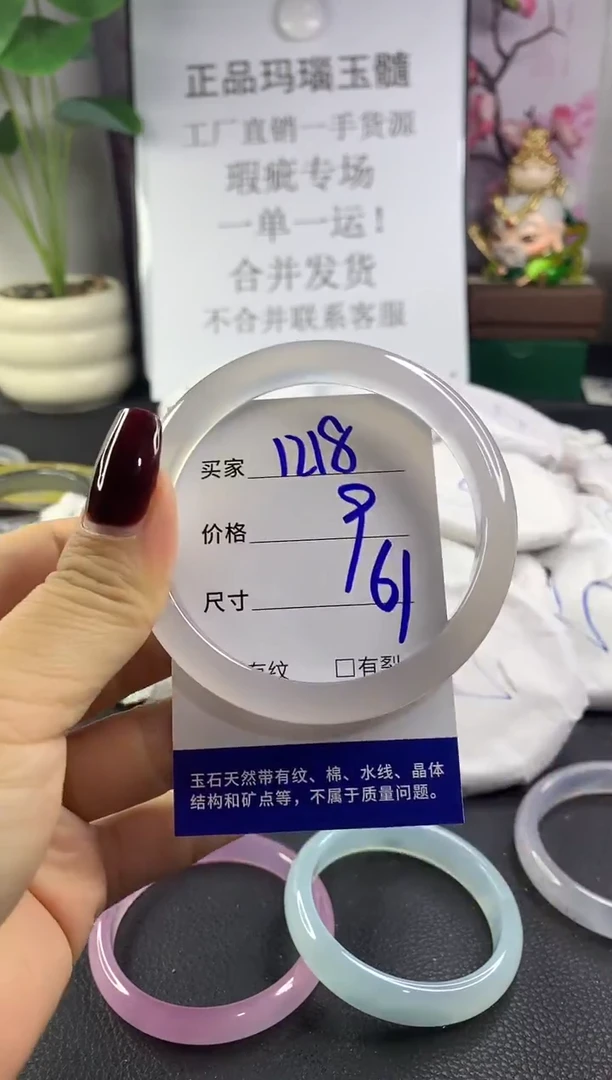 正品玛瑙玉髓
工厂直销一手货源
瑕疵专场
一单一运！
合并发货
不合并联系客服
买家 1218
价格 9
尺寸 61
有纹 □有裂
玉石天然带有纹、棉、水线、晶体
结构和矿点等，不属于质量问题。